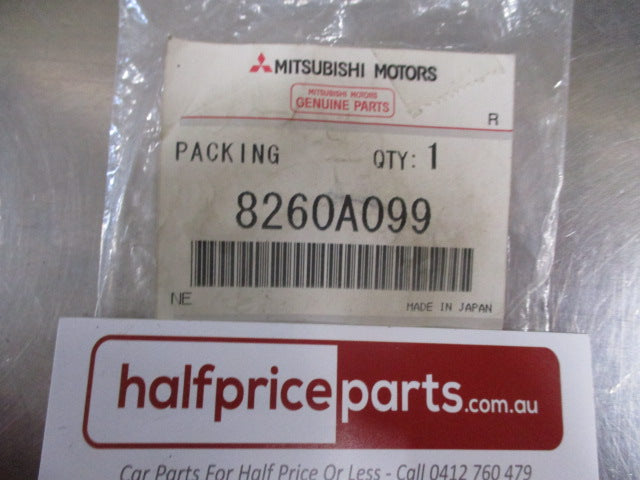 MITSUBISHI MOTORS
MITSUBISHI MOTORS
GENUINE PARTS
R
PACKING QTY: 1
8260A099
NE MADE IN JAPAN
halfpriceparts.com.au
Car Parts For Half Price Or Less - Call 0412 760 479